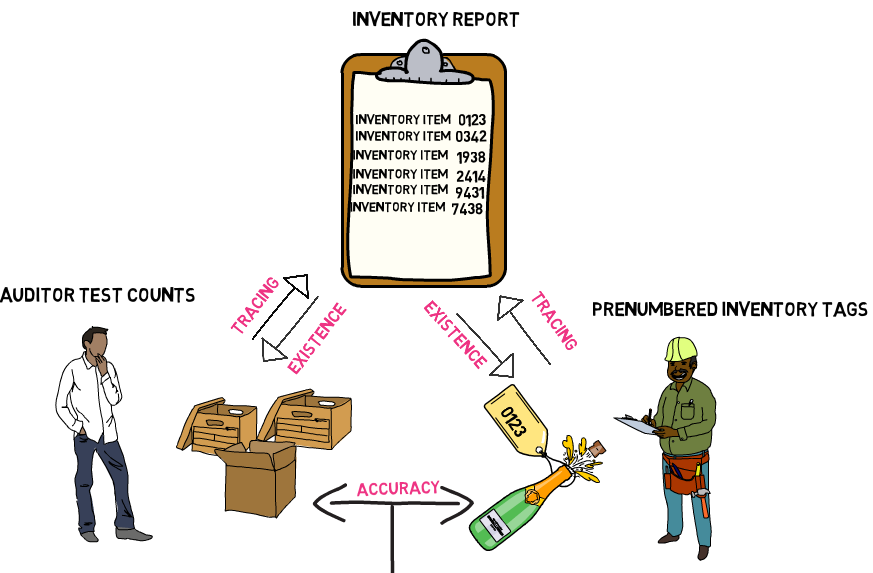 INVENTORY REPORT
INVENTORY ITEM 0123
INVENTORY ITEM 0342
INVENTORY ITEM 1938
INVENTORY ITEM 2414
INVENTORY ITEM 9431
INVENTORY ITEM 7438
AUDITOR TEST COUNTS
TRACING
EXISTENCE
EXISTENCE
TRACING
PRENUMBERED INVENTORY TAGS
0123
ACCURACY